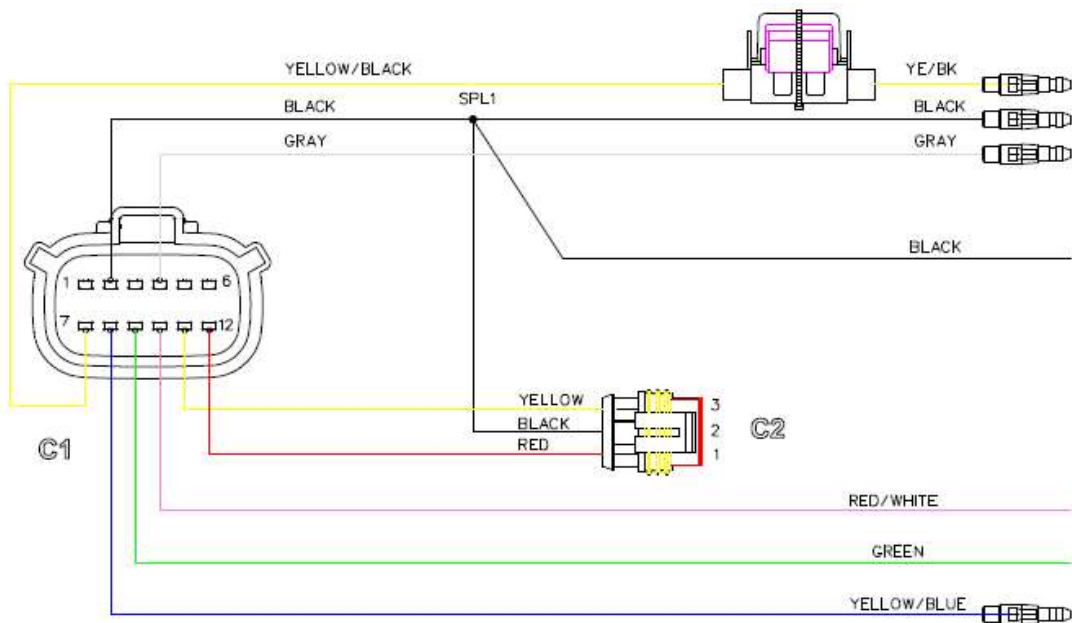 YELLOW/BLACK
YE/BK
BLACK
SPL1
BLACK
GRAY
GRAY
BLACK
1
6
7
12
YELLOW
3
BLACK
2
C2
RED
1
C1
RED/WHITE
GREEN
YELLOW/BLUE